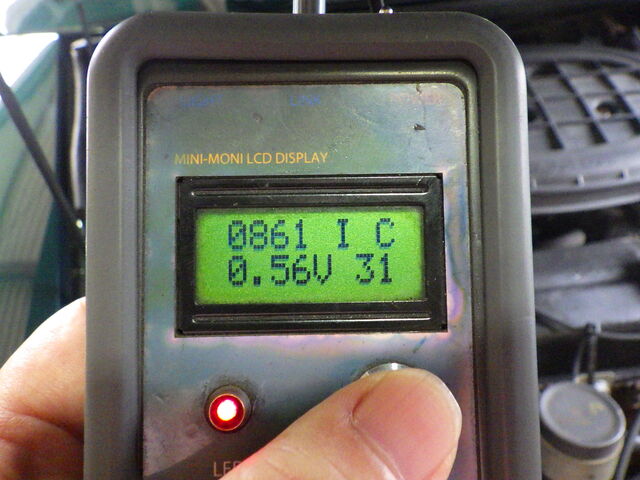 MINI-MONI LCD DISPLAY
0861 I C
0.56V 31